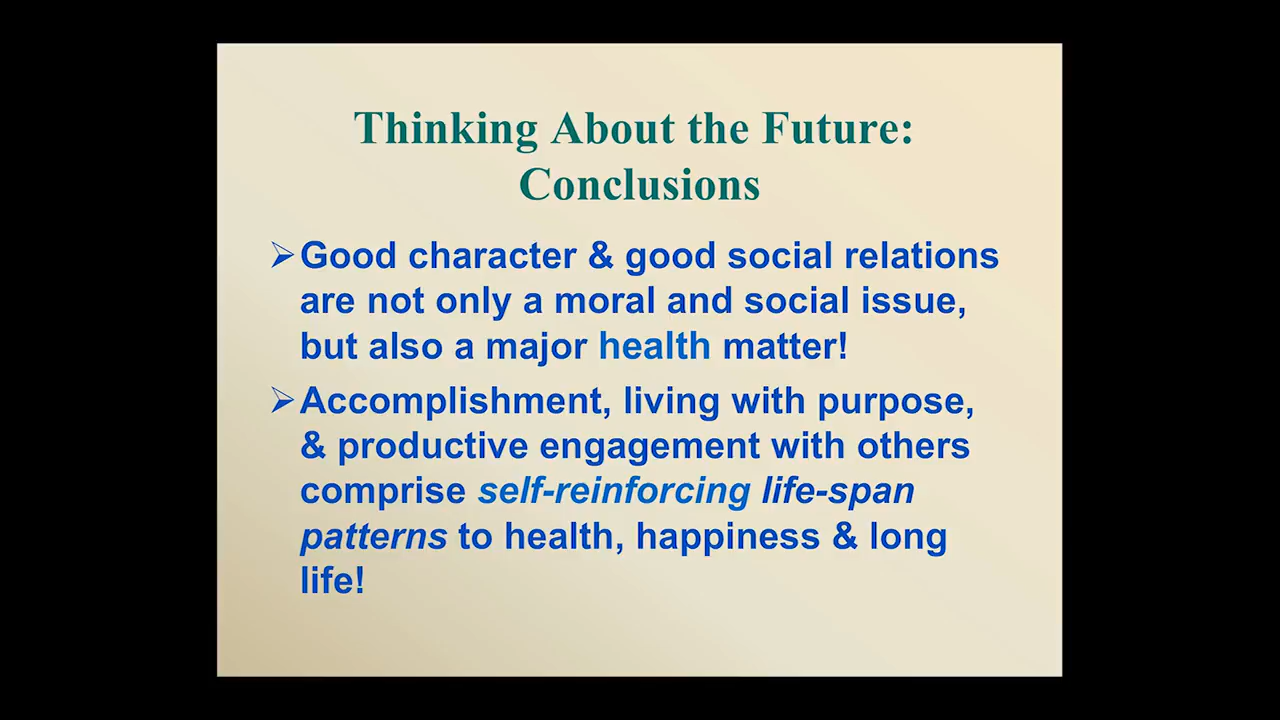 Thinking About the Future:
Conclusions
➢Good character & good social relations
are not only a moral and social issue,
but also a major health matter!
➢Accomplishment, living with purpose,
& productive engagement with others
comprise self-reinforcing life-span
patterns to health, happiness & long
life!